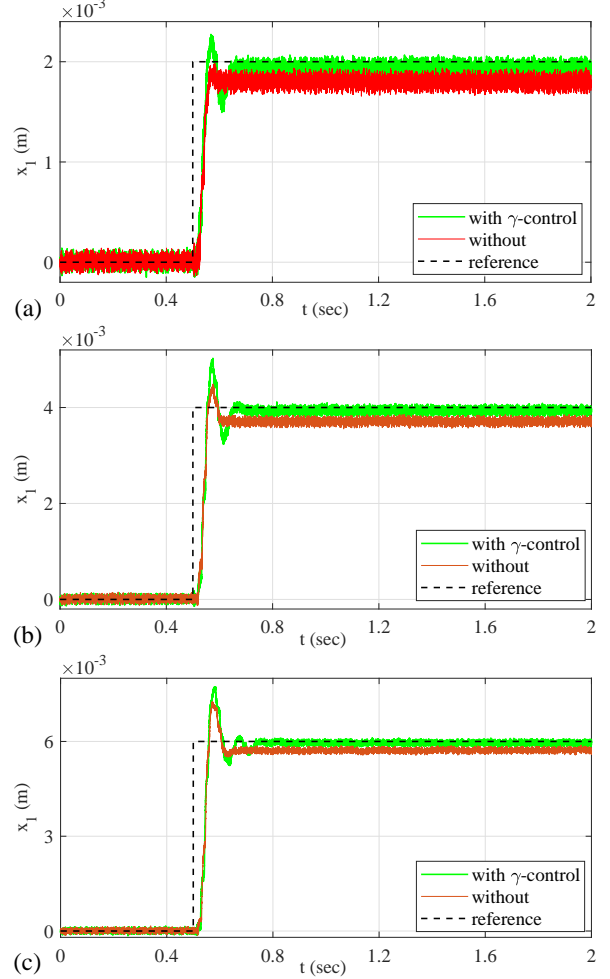 ×10⁻³
2
1
0
x₁ (m)
with γ-control
without
reference
0 0.4 0.8 1.2 1.6 2
t (sec)
(a)
×10⁻³
4
2
0
x₁ (m)
with γ-control
without
reference
0 0.4 0.8 1.2 1.6 2
t (sec)
(b)
×10⁻³
6
3
0
x₁ (m)
with γ-control
without
reference
0 0.4 0.8 1.2 1.6 2
t (sec)
(c)